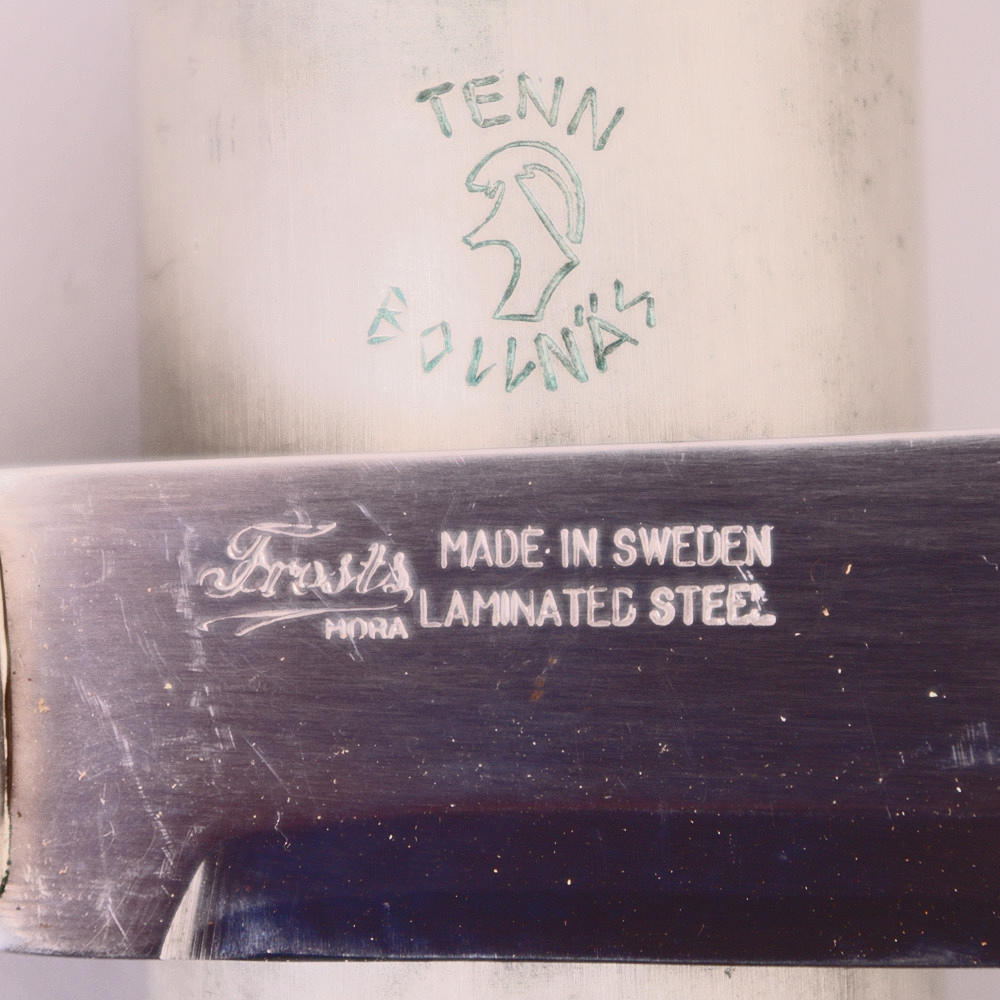 TENN
BOLLNÄS
Frosts
MORA
MADE IN SWEDEN
LAMINATED STEEL